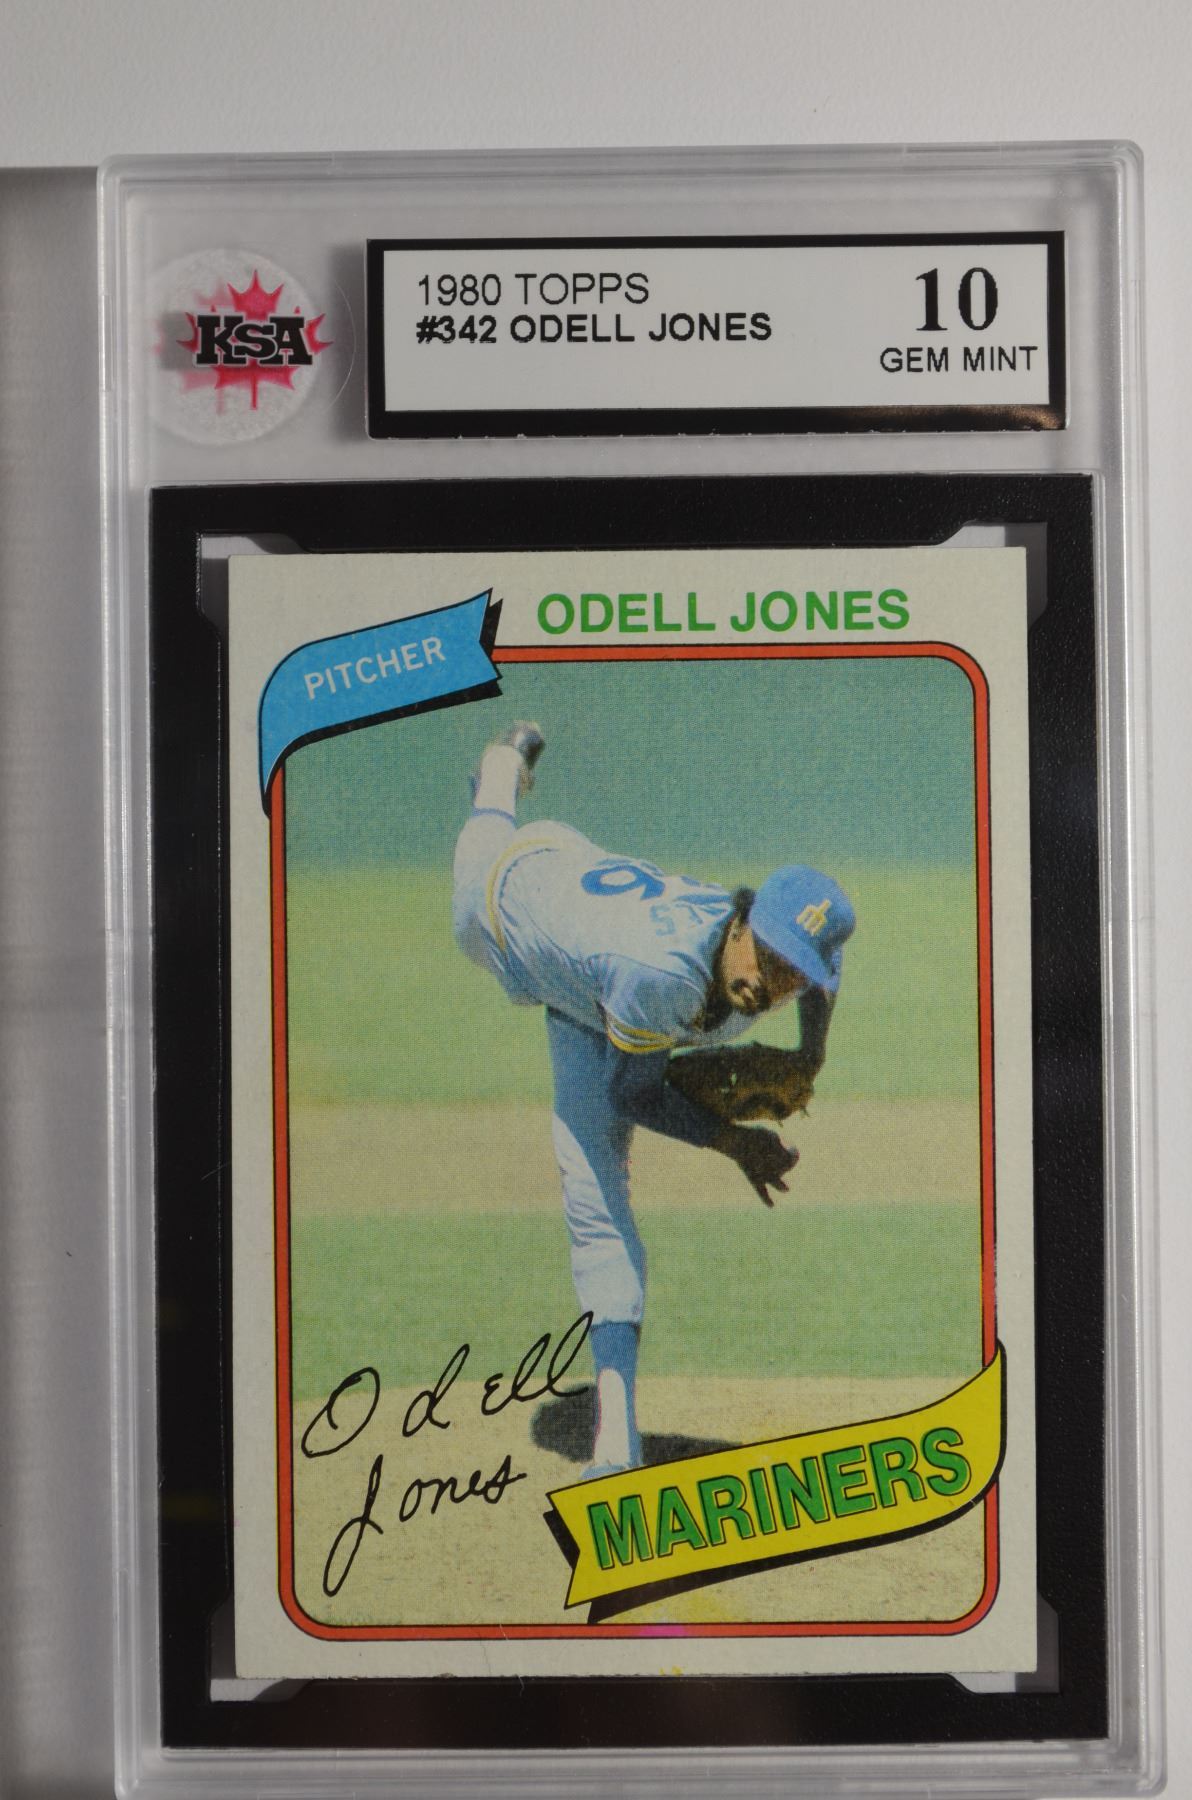 KSA
1980 TOPPS
#342 ODELL JONES
10
GEM MINT
PITCHER
ODELL JONES
Odell
Jones
MARINERS